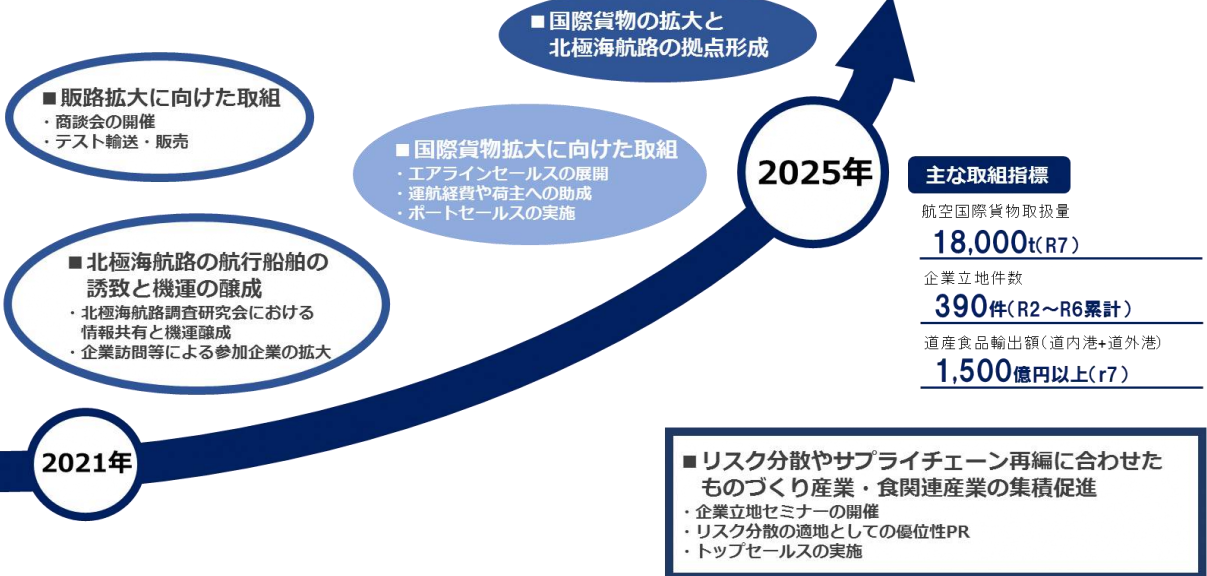 ■国際貨物の拡大と
北極海航路の拠点形成
■販路拡大に向けた取組
・商談会の開催
・テスト輸送・販売
■国際貨物拡大に向けた取組
・エアラインセールスの展開
・運航経費や荷主への助成
・ポートセールスの実施
■北極海航路の航行船舶の
誘致と機運の醸成
・北極海航路調査研究会における
情報共有と機運醸成
・企業訪問等による参加企業の拡大
2021年
2025年
主な取組指標
航空国際貨物取扱量
18,000t(R7)
企業立地件数
390件(R2～R6累計)
道産食品輸出額(道内港+道外港)
1,500億円以上(r7)
■リスク分散やサプライチェーン再編に合わせた
ものづくり産業・食関連産業の集積促進
・企業立地セミナーの開催
・リスク分散の適地としての優位性PR
・トップセールスの実施